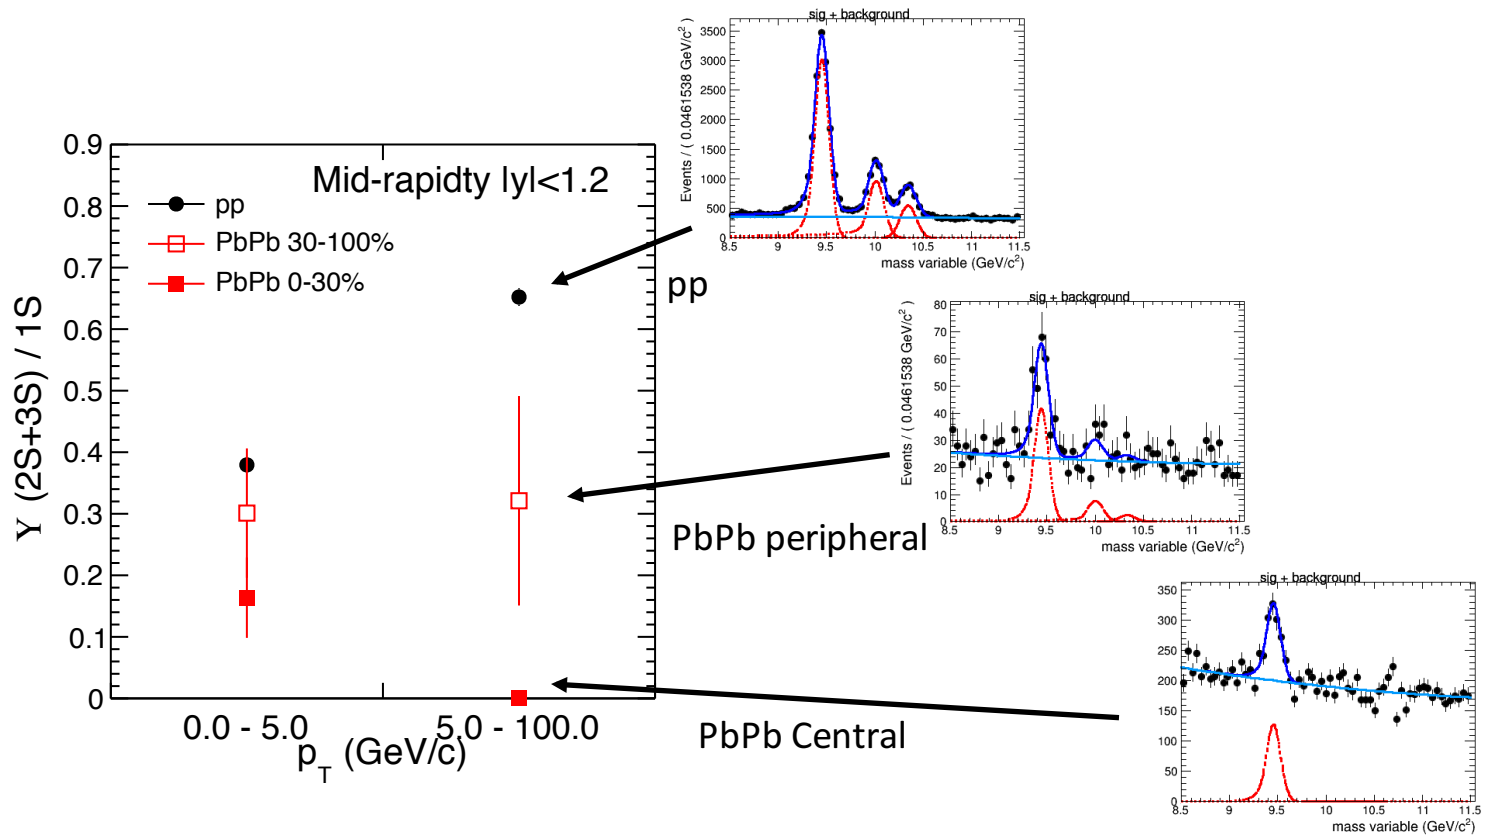 sig + background
3500
3000
2500
2000
1500
1000
500
0
Events / ( 0.0461538 GeV/c² )
8.5 9 9.5 10 10.5 11 11.5
mass variable (GeV/c²)
0.9
0.8
0.7
0.6
0.5
0.4
0.3
0.2
0.1
0
ϒ (2S+3S) / 1S
Mid-rapidty |y|<1.2
pp
PbPb 30-100%
PbPb 0-30%
0.0 - 5.0 5.0 - 100.0
p_T (GeV/c)
pp
sig + background
80
70
60
50
40
30
20
10
0
Events / ( 0.0461538 GeV/c² )
8.5 9 9.5 10 10.5 11 11.5
mass variable (GeV/c²)
PbPb peripheral
sig + background
350
300
250
200
150
100
50
0
8.5 9 9.5 10 10.5 11 11.5
mass variable (GeV/c²)
PbPb Central